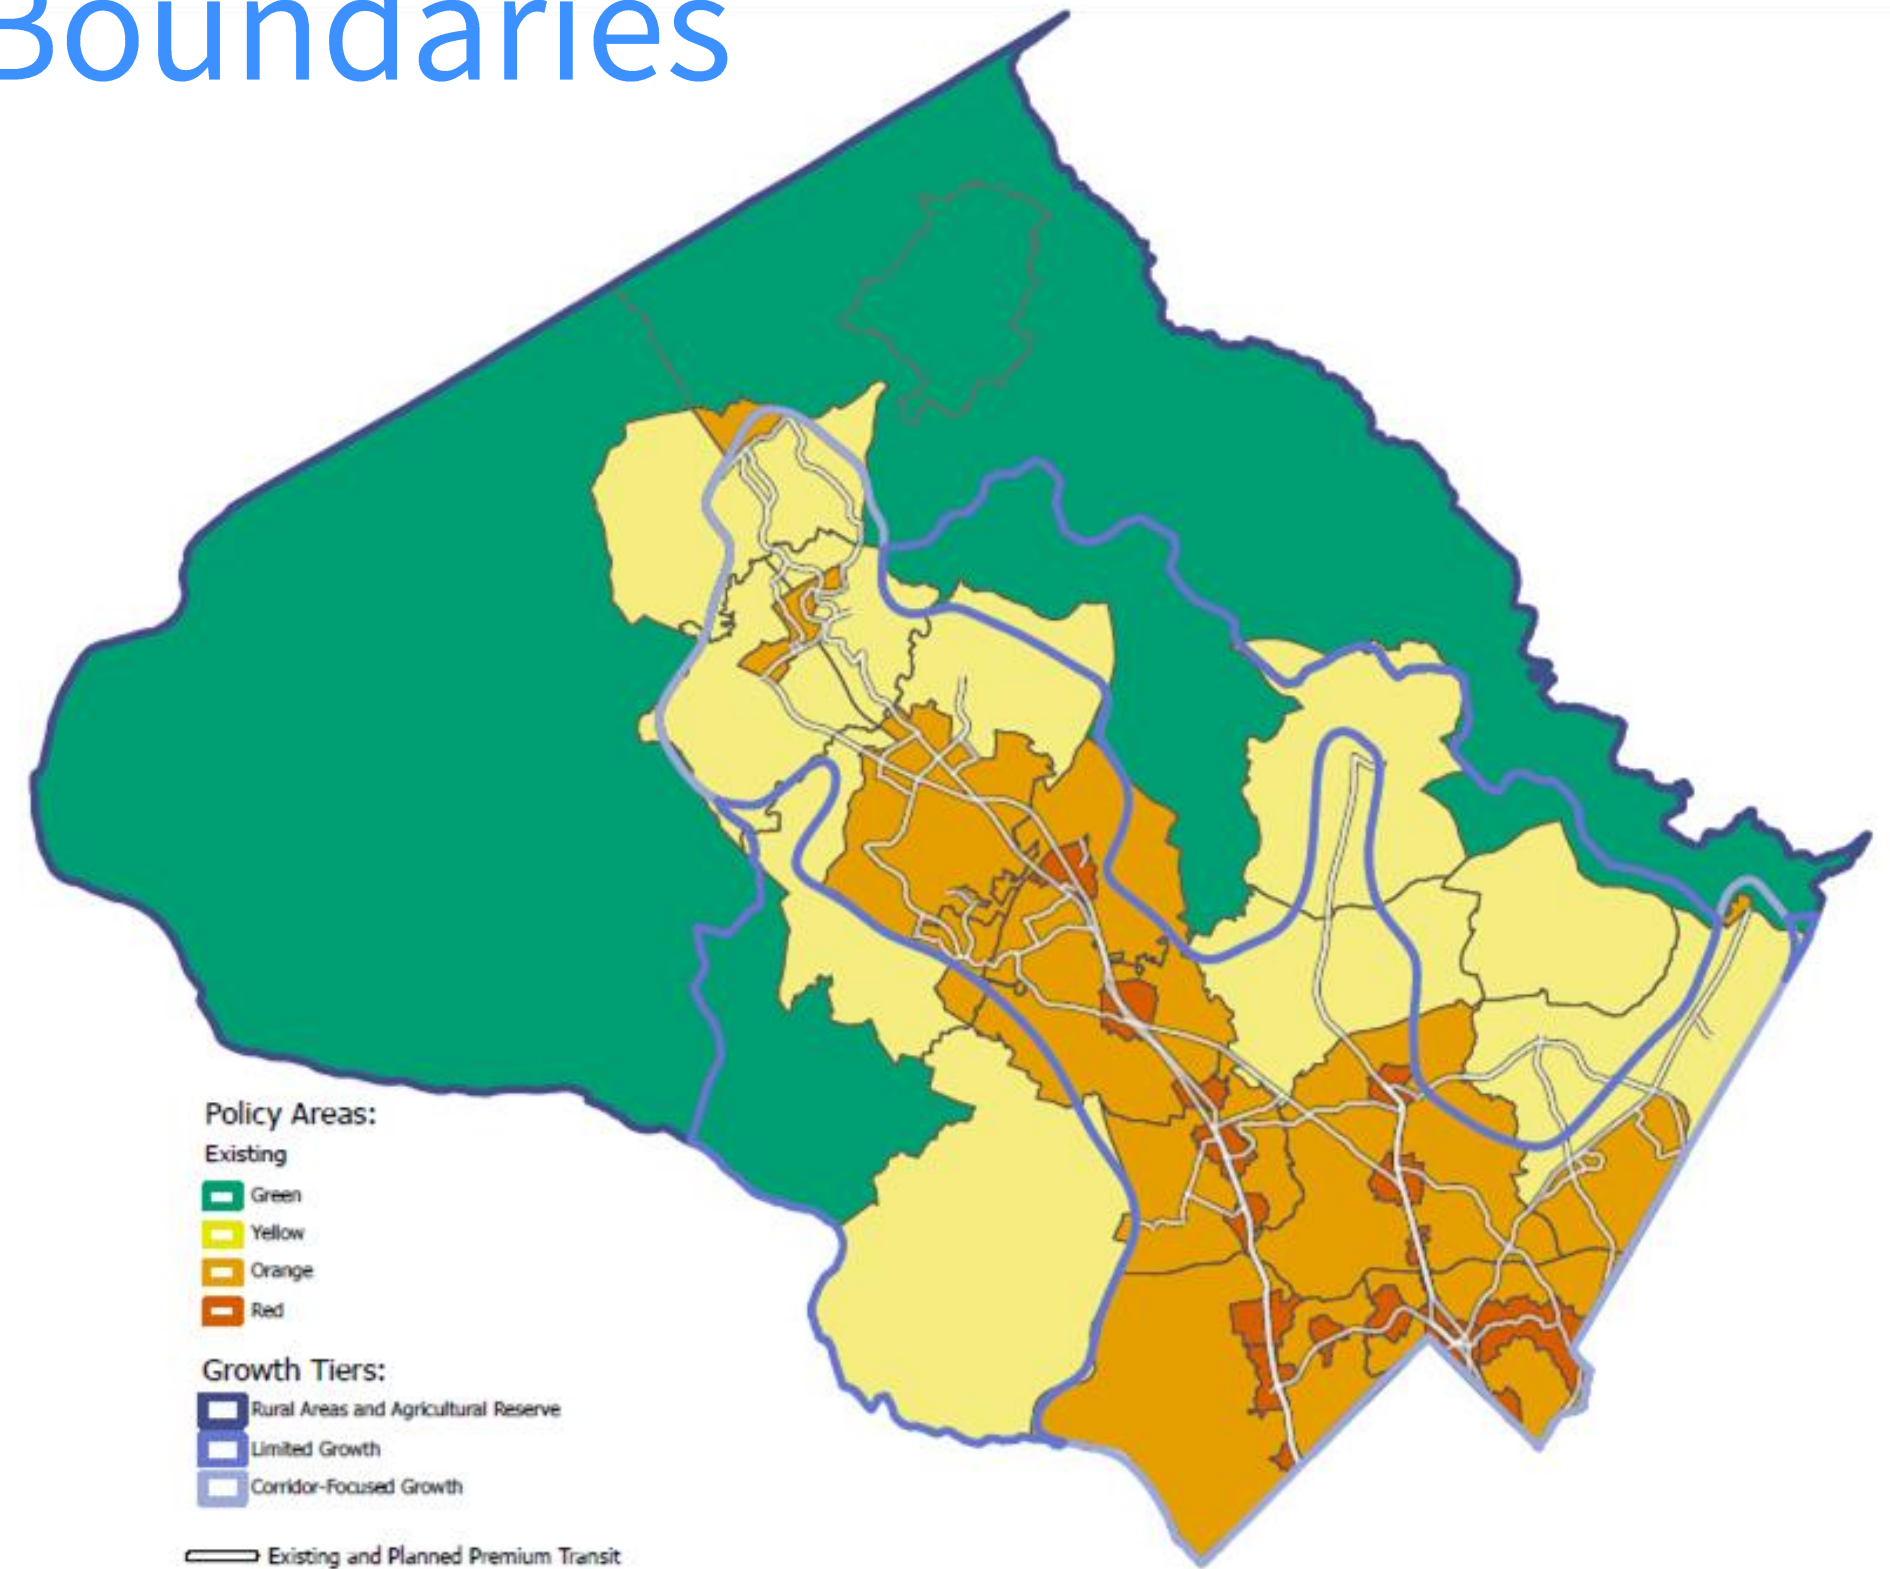 Boundaries
Policy Areas:
Existing
Green
Yellow
Orange
Red
Growth Tiers:
Rural Areas and Agricultural Reserve
Limited Growth
Corridor-Focused Growth
Existing and Planned Premium Transit